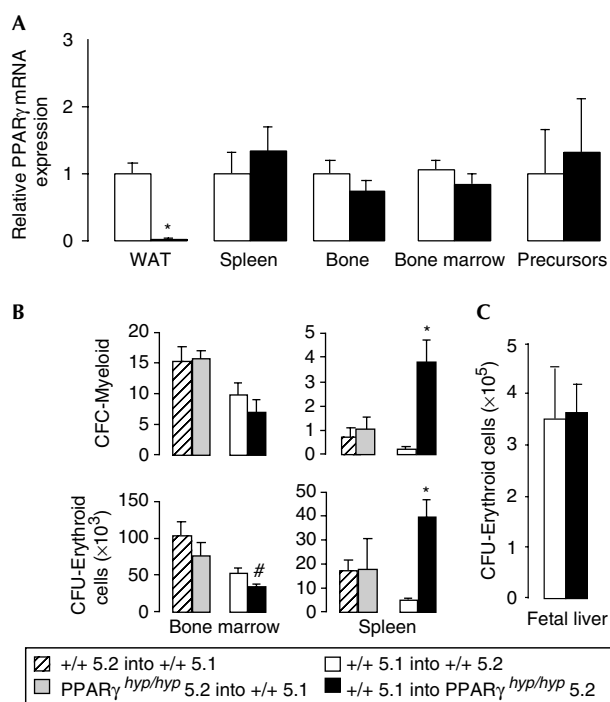 A
Relative PPARγ mRNA
expression
3
2
1
0
*
WAT
Spleen
Bone
Bone marrow
Precursors
B
CFC-Myeloid
20
15
10
5
0
5
4
3
2
1
0
*
CFU-Erythroid
cells (×10³)
150
100
50
0
#
50
40
30
20
10
0
*
Bone marrow
Spleen
C
CFU-Erythroid cells (×10⁵)
5
4
3
2
1
0
Fetal liver
+/+ 5.2 into +/+ 5.1
+/+ 5.1 into +/+ 5.2
PPARγ hyp/hyp 5.2 into +/+ 5.1
+/+ 5.1 into PPARγ hyp/hyp 5.2